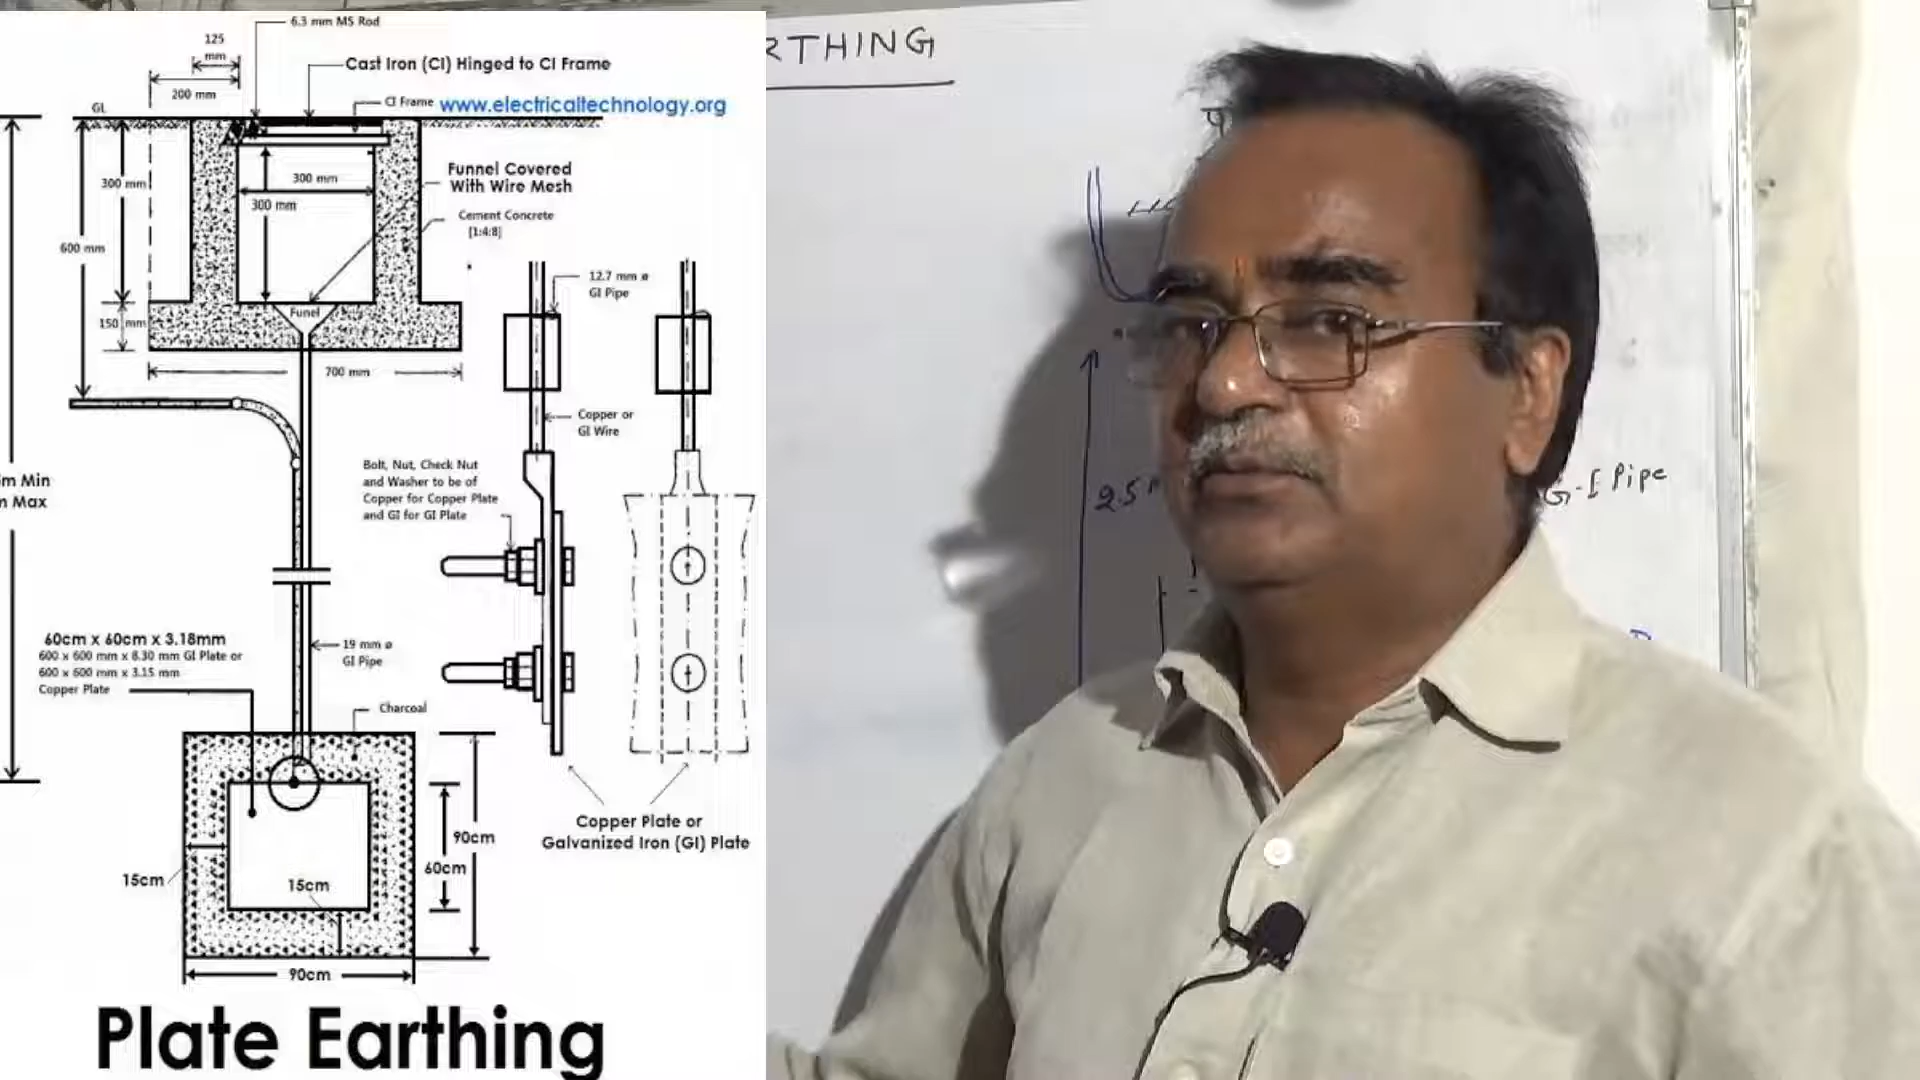 6.3 mm MS Rod
125
mm
Cast Iron (CI) Hinged to CI Frame
200 mm
GL
CI Frame
www.electricaltechnology.org
300 mm
300 mm
300 mm
600 mm
150 mm
Funnel Covered
With Wire Mesh
Cement Concrete
[1:4:8]
Funel
700 mm
12.7 mm ø
GI Pipe
Copper or
GI Wire
Bolt, Nut, Check Nut
and Washer to be of
Copper for Copper Plate
and GI for GI Plate
m Min
m Max
60cm x 60cm x 3.18mm
600 x 600 mm x 6.30 mm GI Plate or
600 x 600 mm x 3.15 mm
Copper Plate
19 mm ø
GI Pipe
Charcoal
90cm
60cm
15cm
15cm
90cm
Copper Plate or
Galvanized Iron (GI) Plate
Plate Earthing
RTHING
2.5
G-I Pipe